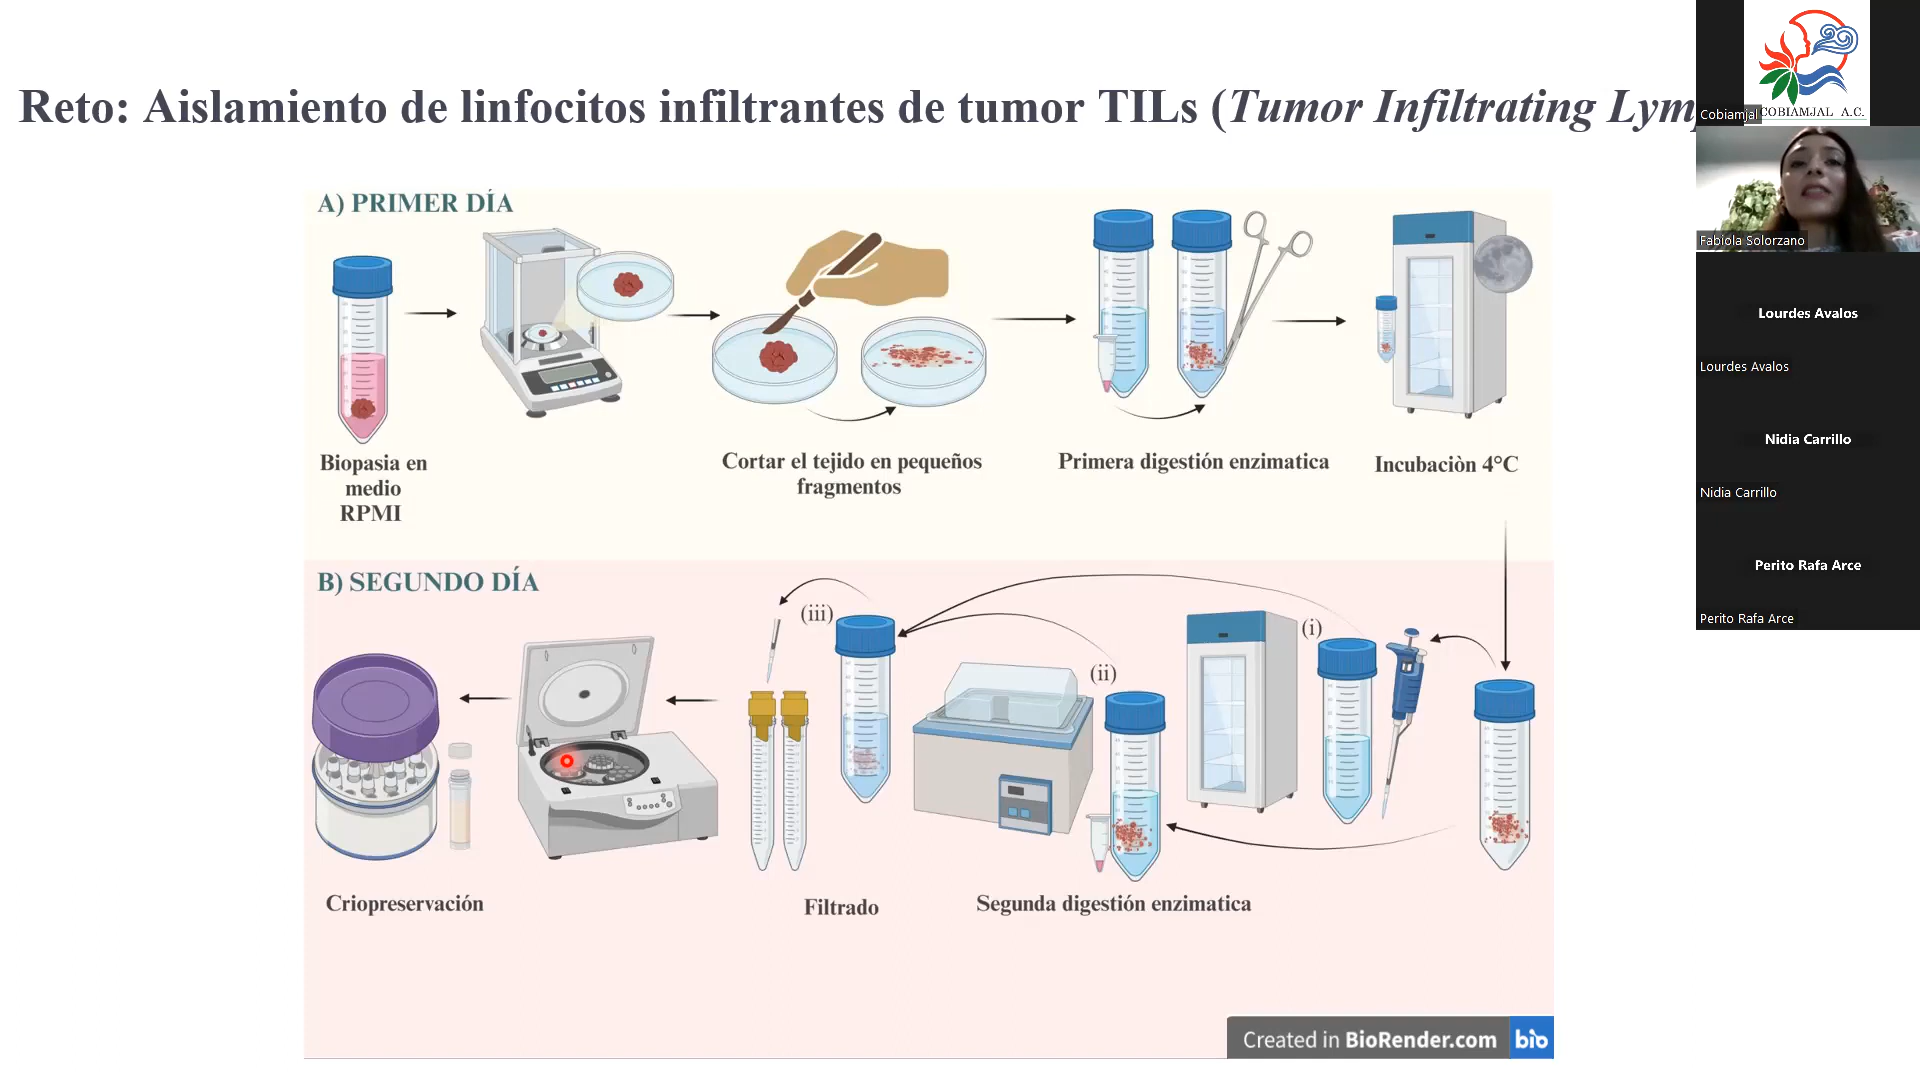 Reto: Aislamiento de linfocitos infiltrantes de tumor TILs (Tumor Infiltrating
A) PRIMER DÍA
Biopasia en
medio
RPMI
Cortar el tejido en pequeños
fragmentos
Primera digestión enzimatica
Incubaciòn 4°C
B) SEGUNDO DÍA
(iii)
(ii)
(i)
Criopreservación
Filtrado
Segunda digestión enzimatica
Created in BioRender.com bio
COBIAMJAL A.C.
Cobiamjal
Fabiola Solorzano
Lourdes Avalos
Lourdes Avalos
Nidia Carrillo
Nidia Carrillo
Perito Rafa Arce
Perito Rafa Arce